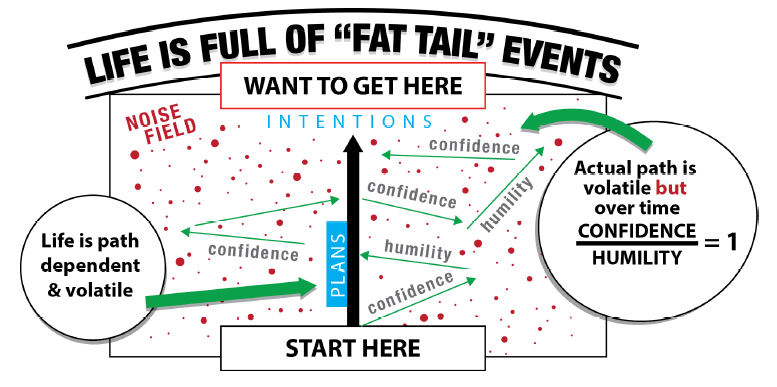 LIFE IS FULL OF “FAT TAIL” EVENTS
WANT TO GET HERE
INTENTIONS
NOISE
FIELD
confidence
confidence
humility
confidence
humility
confidence
PLANS
START HERE
Life is path
dependent
& volatile
Actual path is
volatile but
over time
CONFIDENCE
HUMILITY
= 1